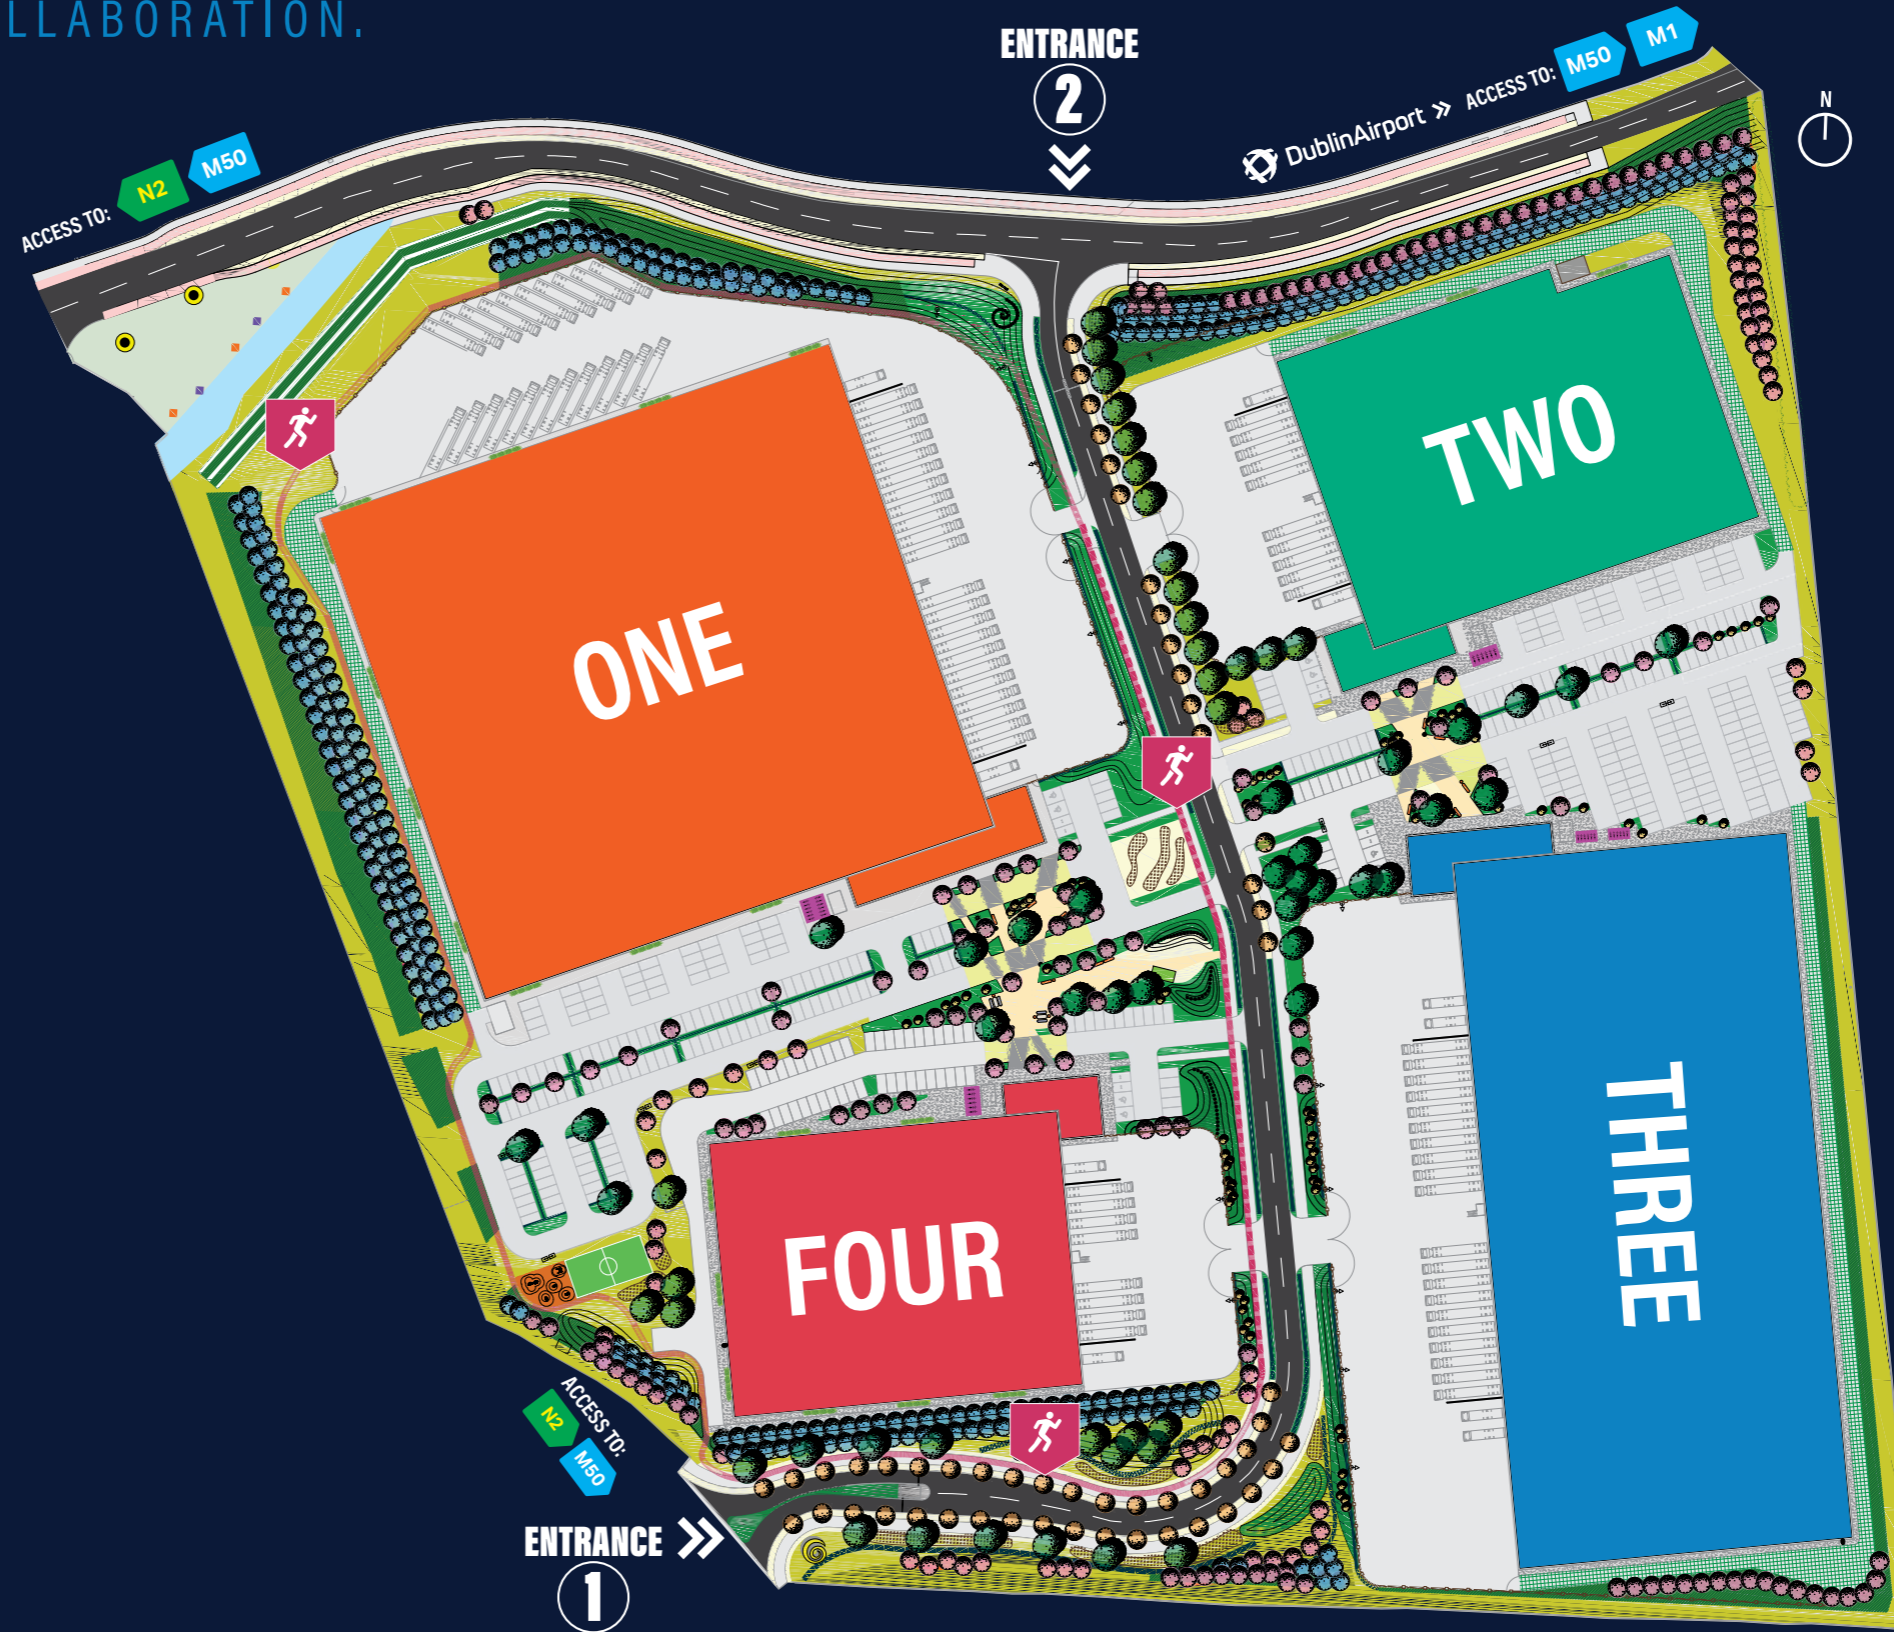 LLABORATION.
ENTRANCE
2
ACCESS TO: M50 M1
DublinAirport
N
ACCESS TO: N2 M50
TWO
ONE
THREE
FOUR
ACCESS TO:
N2
M50
ENTRANCE
1